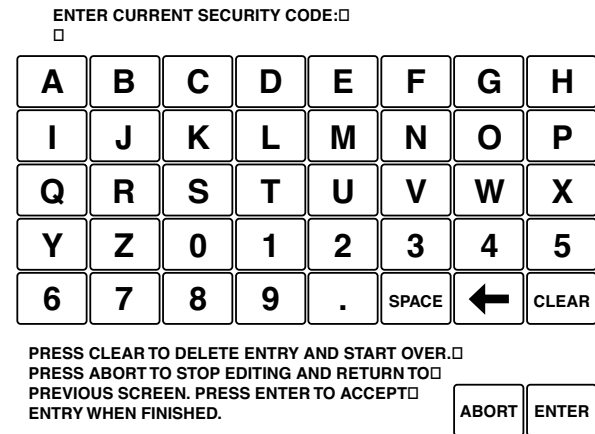 ENTER CURRENT SECURITY CODE:□
□
A B C D E F G H
I J K L M N O P
Q R S T U V W X
Y Z 0 1 2 3 4 5
6 7 8 9 . SPACE ← CLEAR
PRESS CLEAR TO DELETE ENTRY AND START OVER.□
PRESS ABORT TO STOP EDITING AND RETURN TO□
PREVIOUS SCREEN. PRESS ENTER TO ACCEPT□
ENTRY WHEN FINISHED.
ABORT ENTER